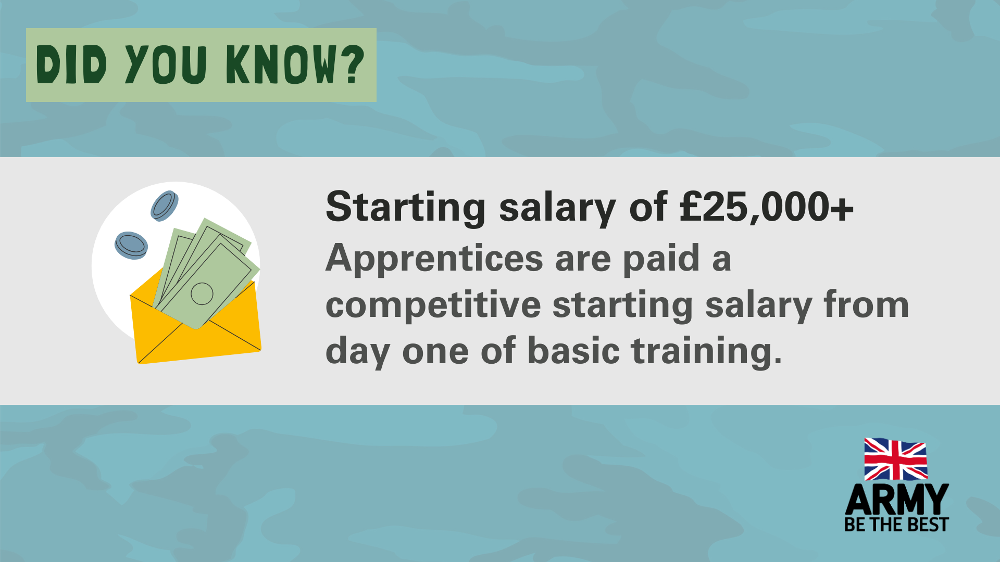 DID YOU KNOW?
Starting salary of £25,000+
Apprentices are paid a
competitive starting salary from
day one of basic training.
ARMY
BE THE BEST